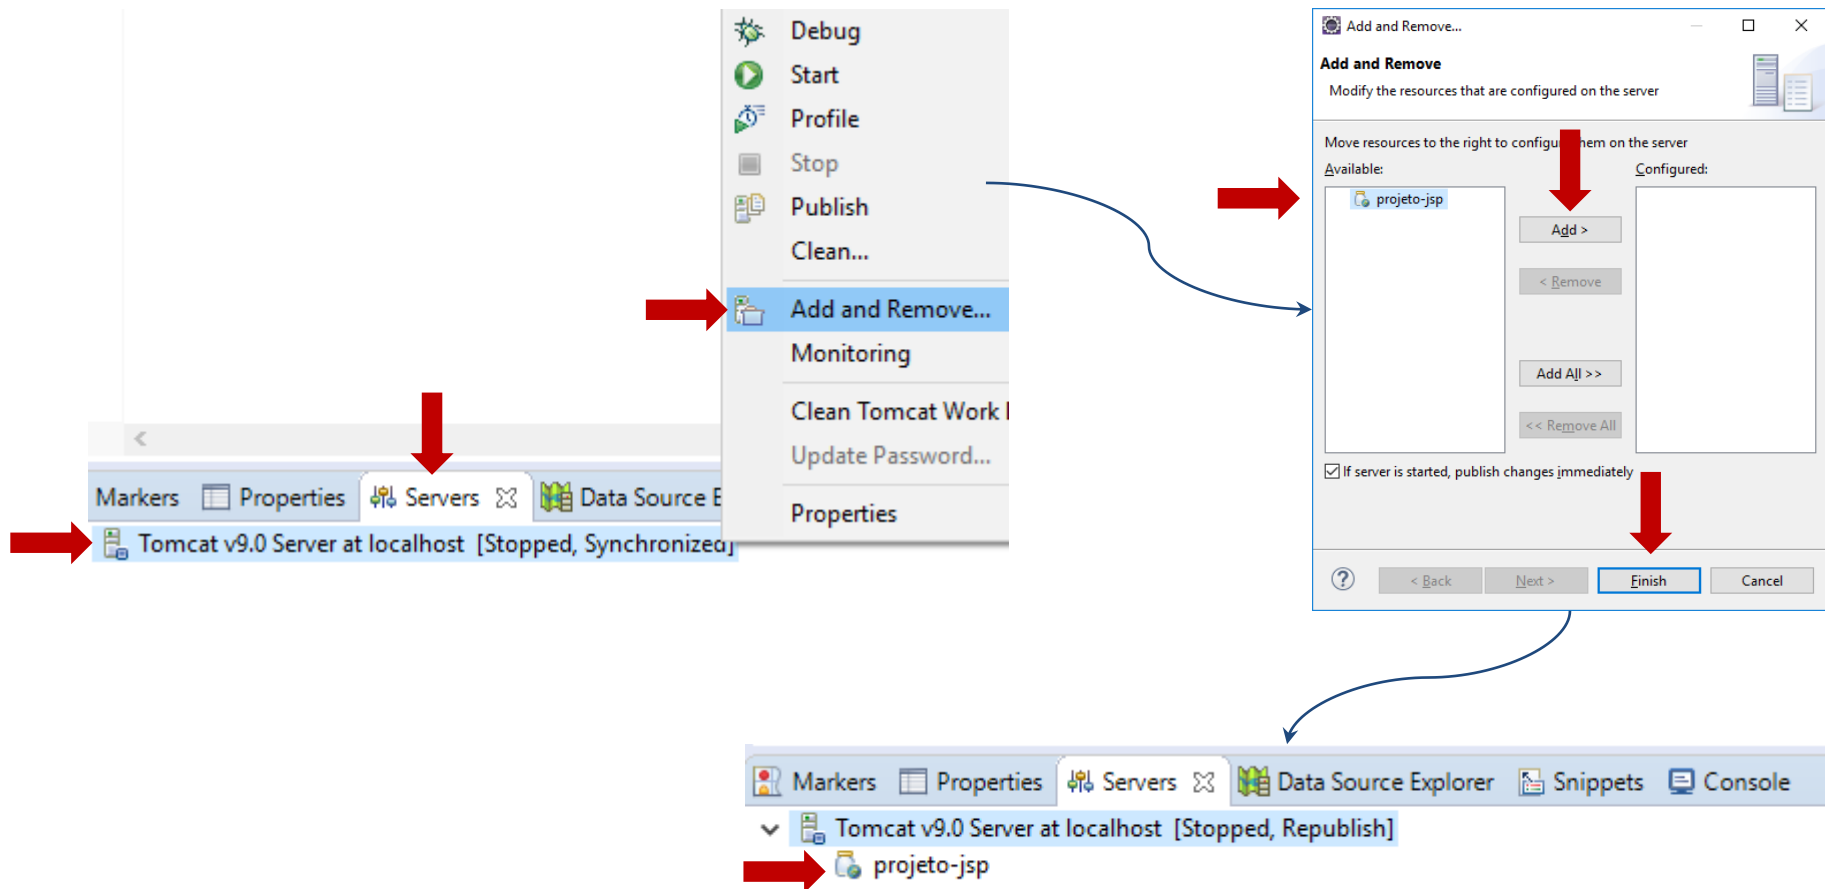 Debug
Start
Profile
Stop
Publish
Clean...
Add and Remove...
Monitoring
Clean Tomcat Work
Update Password...
Properties
Markers Properties Servers Data Source E
Tomcat v9.0 Server at localhost [Stopped, Synchronized]
Add and Remove...
Add and Remove
Modify the resources that are configured on the server
Move resources to the right to configure them on the server
Available: Configured:
projeto-jsp
Add >
< Remove
Add All >>
<< Remove All
If server is started, publish changes immediately
? < Back Next > Finish Cancel
Markers Properties Servers Data Source Explorer Snippets Console
Tomcat v9.0 Server at localhost [Stopped, Republish]
projeto-jsp